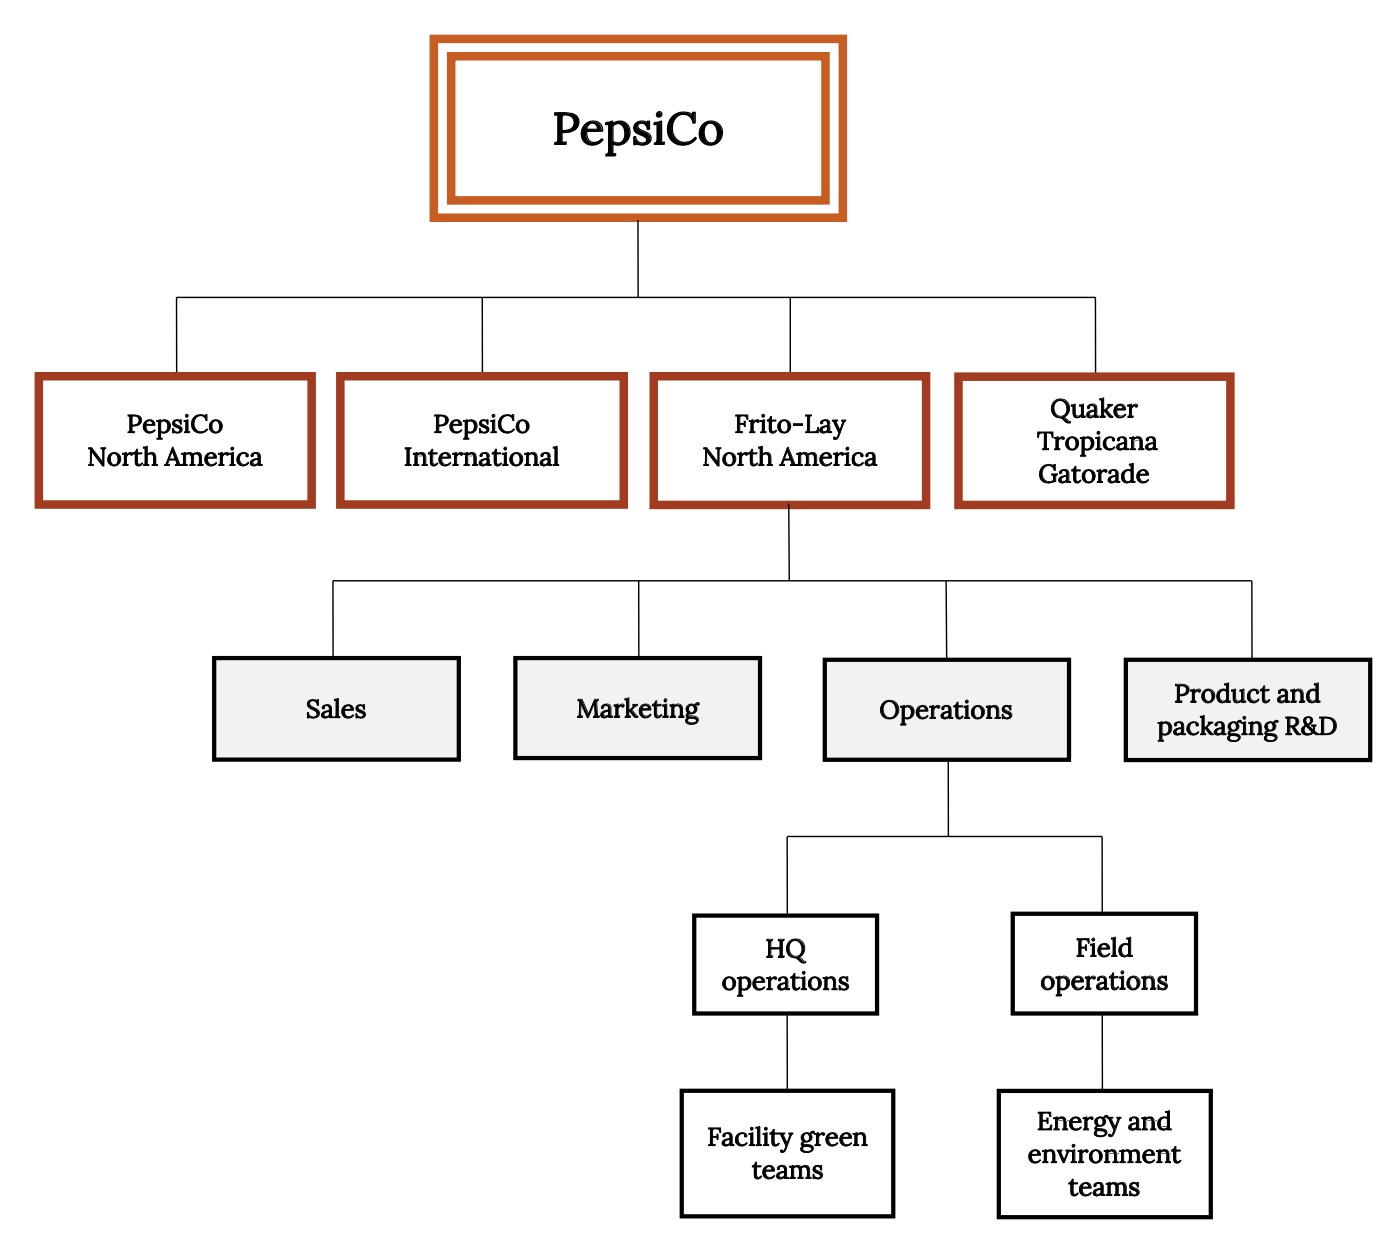 PepsiCo
PepsiCo
North America
PepsiCo
International
Frito-Lay
North America
Quaker
Tropicana
Gatorade
Sales
Marketing
Operations
Product and
packaging R&D
HQ
operations
Field
operations
Facility green
teams
Energy and
environment
teams